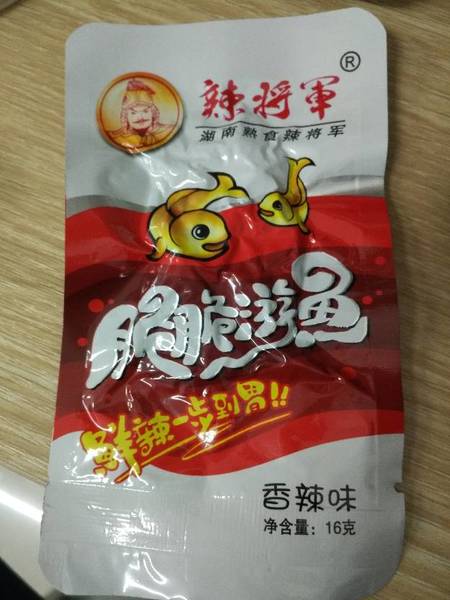 辣将軍®
湖南熟食辣将军
脆脆游鱼
鲜辣一步到胃!!
香辣味
净含量：16克